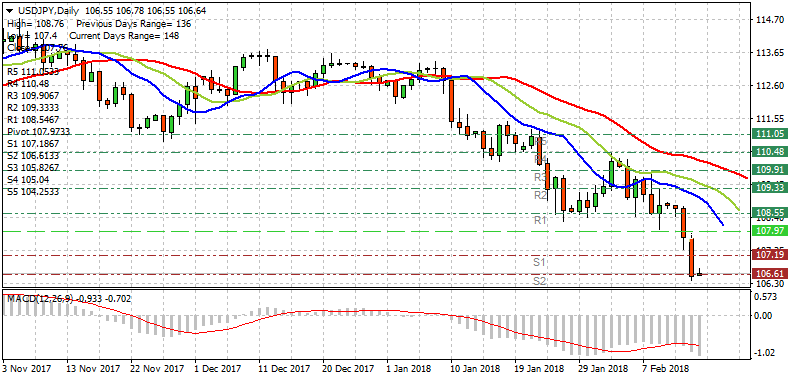 USDJPY,Daily 106.55 106.78 106.55 106.64
High= 108.76 Previous Days Range= 136
Low= 107.4 Current Days Range= 148
R5 111.0533
R4 110.48
R3 109.9067
R2 109.3333
R1 108.5467
Pivot 107.9733
S1 107.1867
S2 106.6133
S3 105.8267
S4 105.04
S5 104.2533
R3
R2
R1
S1
S2
114.70
113.65
112.60
111.55
111.05
110.48
109.91
109.33
108.55
107.97
107.19
106.61
106.30
MACD(12,26,9) -0.933 -0.702
0.573
0.00
-1.02
3 Nov 2017
13 Nov 2017
22 Nov 2017
1 Dec 2017
11 Dec 2017
20 Dec 2017
1 Jan 2018
10 Jan 2018
19 Jan 2018
29 Jan 2018
7 Feb 2018